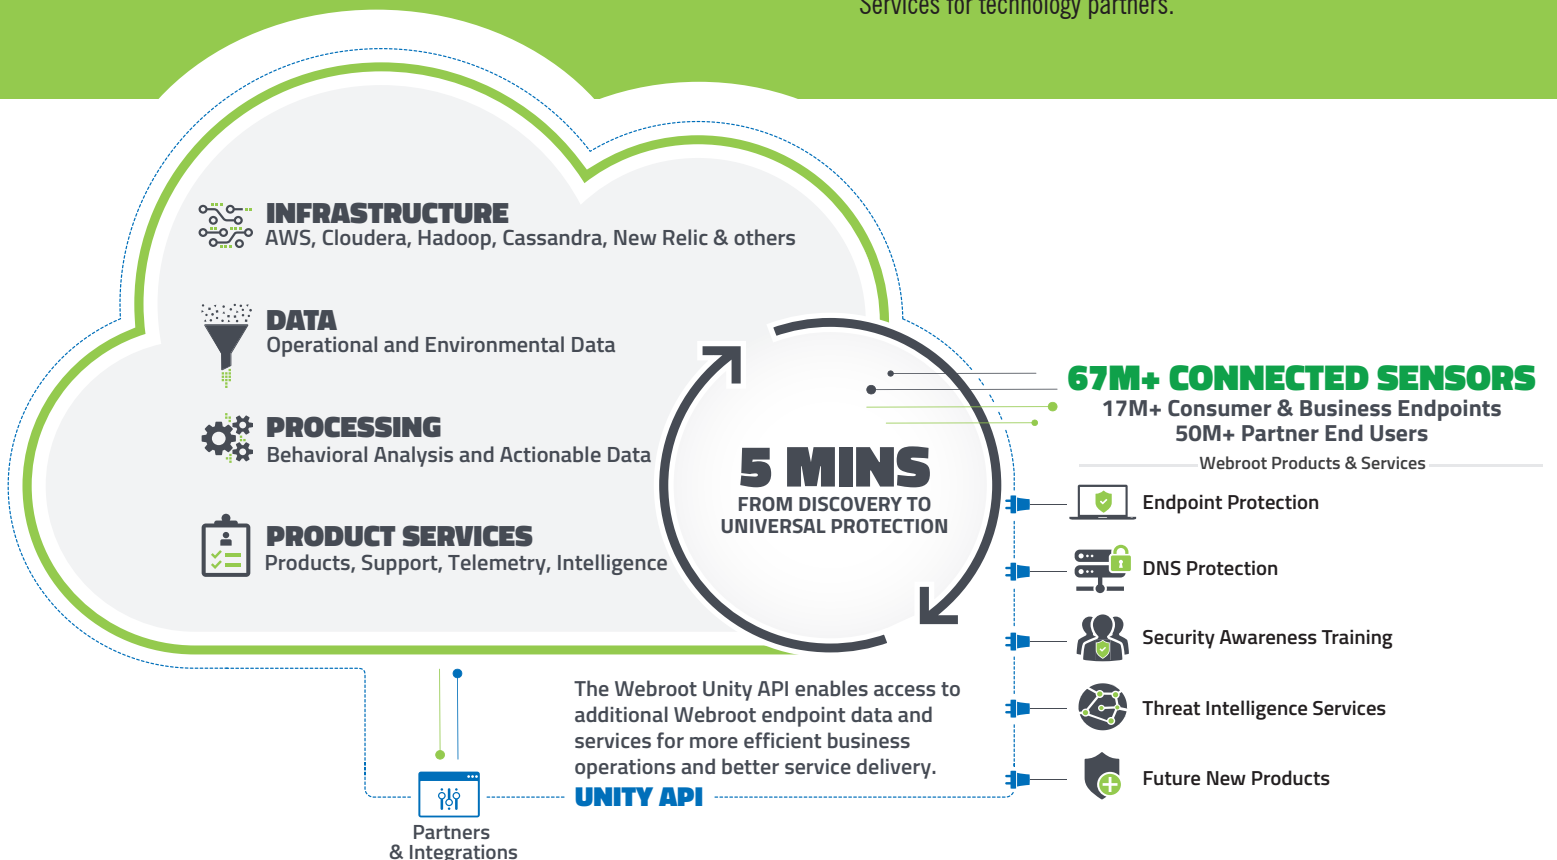 Services for technology partners.
INFRASTRUCTURE
AWS, Cloudera, Hadoop, Cassandra, New Relic & others
DATA
Operational and Environmental Data
PROCESSING
Behavioral Analysis and Actionable Data
PRODUCT SERVICES
Products, Support, Telemetry, Intelligence
5 MINS
FROM DISCOVERY TO
UNIVERSAL PROTECTION
67M+ CONNECTED SENSORS
17M+ Consumer & Business Endpoints
50M+ Partner End Users
Webroot Products & Services
Endpoint Protection
DNS Protection
Security Awareness Training
Threat Intelligence Services
Future New Products
The Webroot Unity API enables access to
additional Webroot endpoint data and
services for more efficient business
operations and better service delivery.
UNITY API
Partners
& Integrations